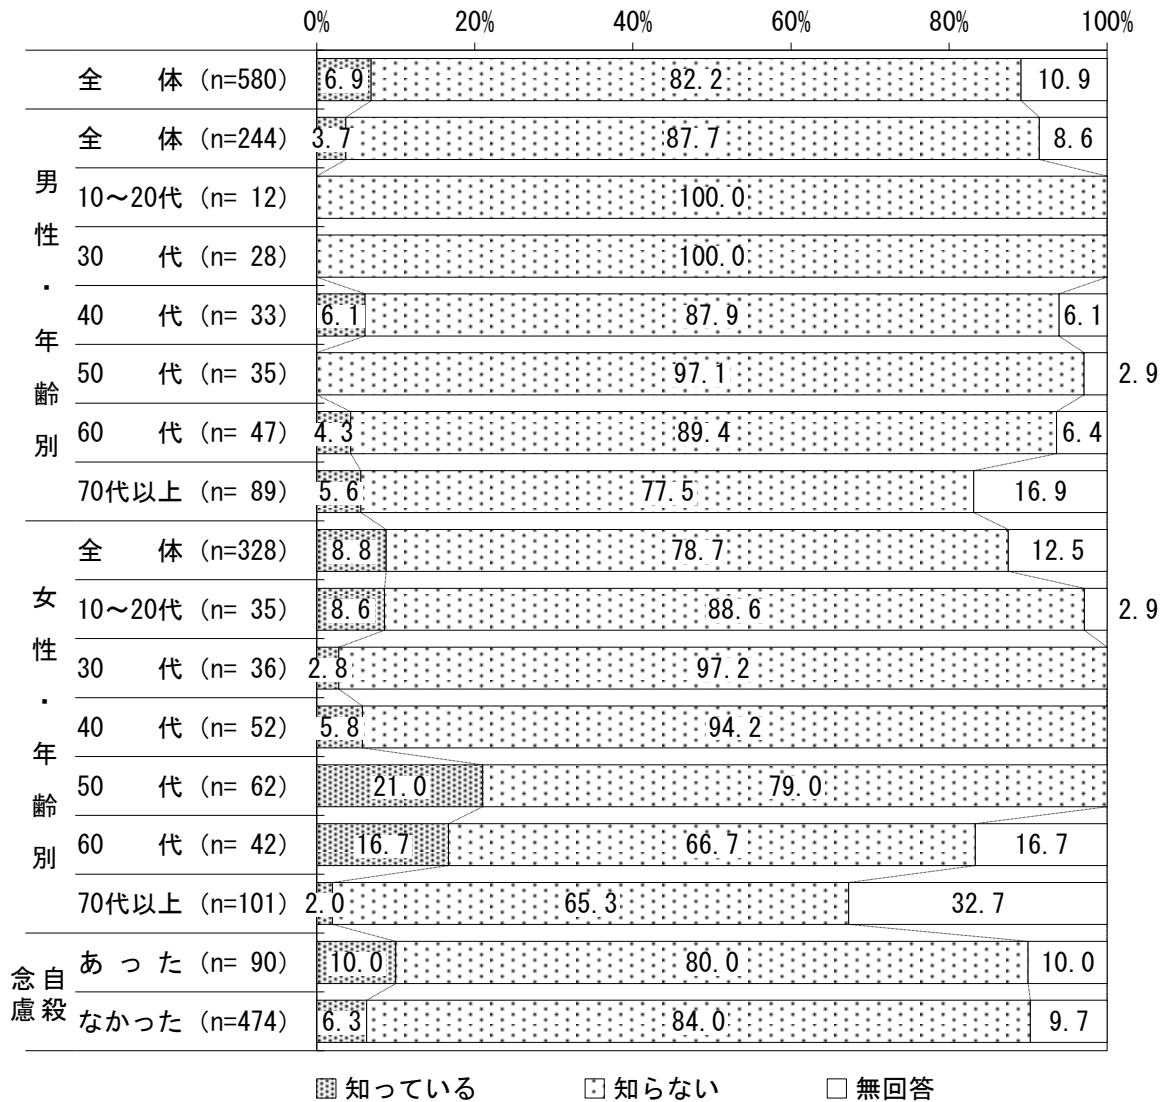 0% 20% 40% 60% 80% 100%
全 体 (n=580) 6.9 82.2 10.9
男性・年齢別
全 体 (n=244) 3.7 87.7 8.6
10〜20代 (n= 12) 100.0
30 代 (n= 28) 100.0
40 代 (n= 33) 6.1 87.9 6.1
50 代 (n= 35) 97.1 2.9
60 代 (n= 47) 4.3 89.4 6.4
70代以上 (n= 89) 5.6 77.5 16.9
女性・年齢別
全 体 (n=328) 8.8 78.7 12.5
10〜20代 (n= 35) 8.6 88.6 2.9
30 代 (n= 36) 2.8 97.2
40 代 (n= 52) 5.8 94.2
50 代 (n= 62) 21.0 79.0
60 代 (n= 42) 16.7 66.7 16.7
70代以上 (n=101) 2.0 65.3 32.7
自殺念慮
あ っ た (n= 90) 10.0 80.0 10.0
なかった (n=474) 6.3 84.0 9.7
知っている 知らない 無回答